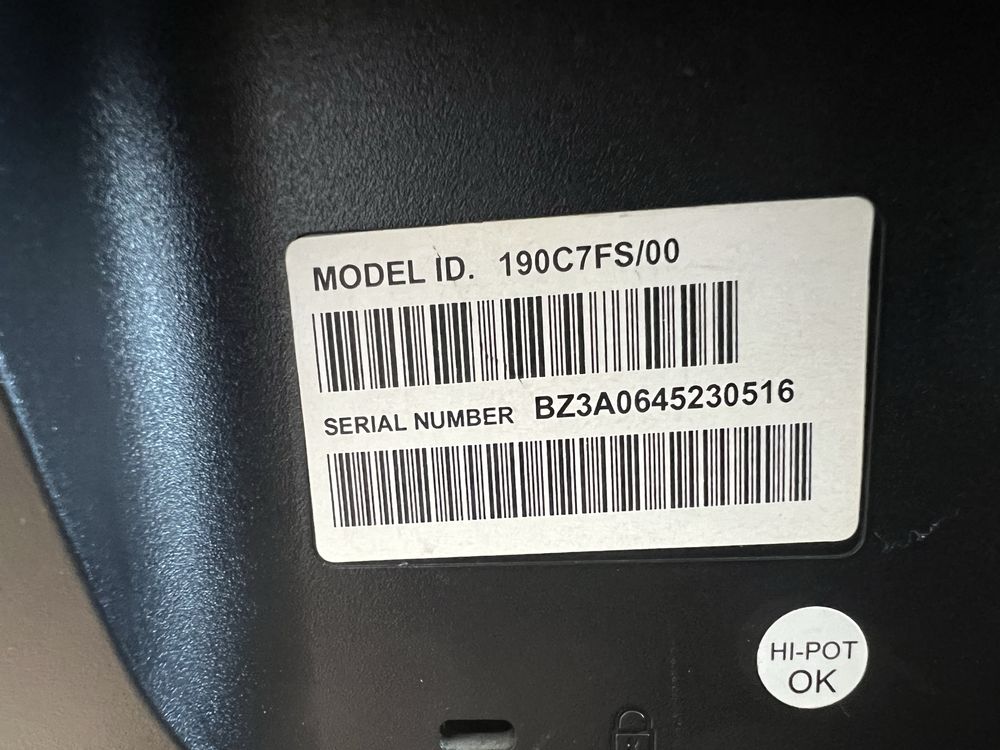 MODEL ID. 190C7FS/00
SERIAL NUMBER BZ3A0645230516
HI-POT
OK